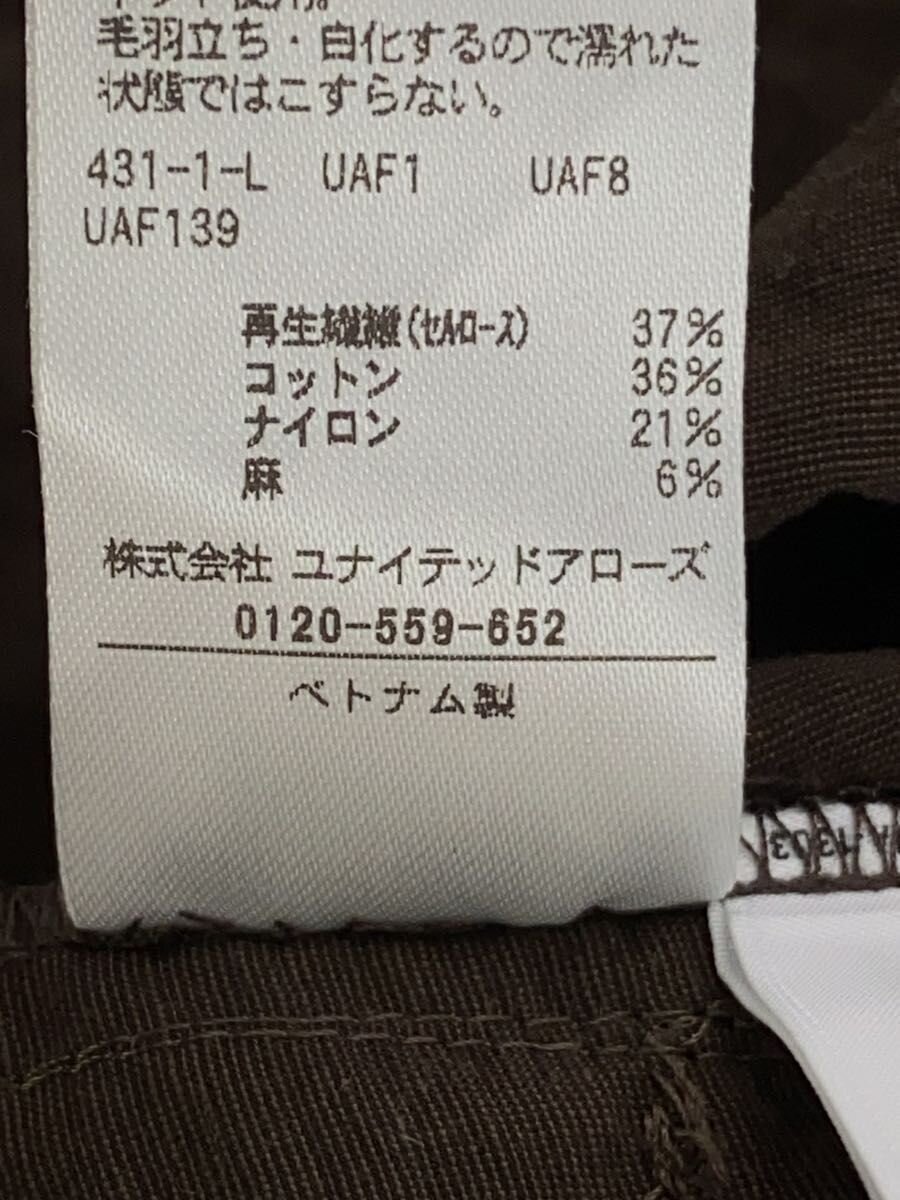 毛羽立ち・白化するので濡れた
状態ではこすらない。
431-1-L UAF1 UAF8
UAF139
再生繊維(セルロース) 37%
コットン 36%
ナイロン 21%
麻 6%
株式会社 ユナイテッドアローズ
0120-559-652
ベトナム製